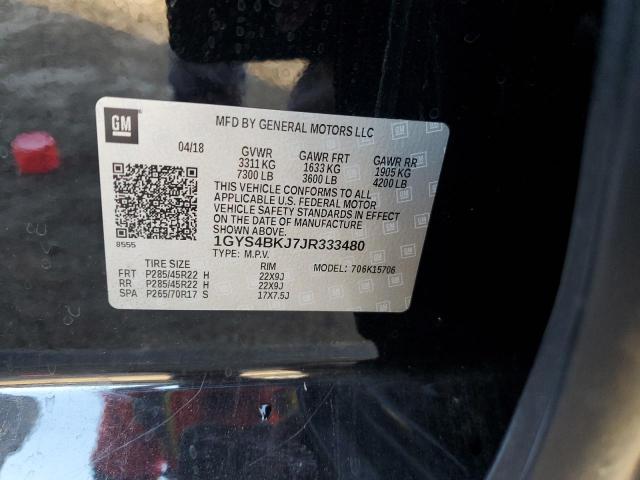 GM
MFD BY GENERAL MOTORS LLC
04/18 GVWR GAWR FRT GAWR RR
3311 KG 1633 KG 1905 KG
7300 LB 3600 LB 4200 LB
THIS VEHICLE CONFORMS TO ALL
APPLICABLE U.S. FEDERAL MOTOR
VEHICLE SAFETY STANDARDS IN EFFECT
ON THE DATE OF MANUFACTURE
SHOWN ABOVE.
8555
1GYS4BKJ7JR333480
TYPE: M.P.V. MODEL: 706K15706
TIRE SIZE RIM
FRT P285/45R22 H 22X9J
RR P285/45R22 H 22X9J
SPA P265/70R17 S 17X7.5J